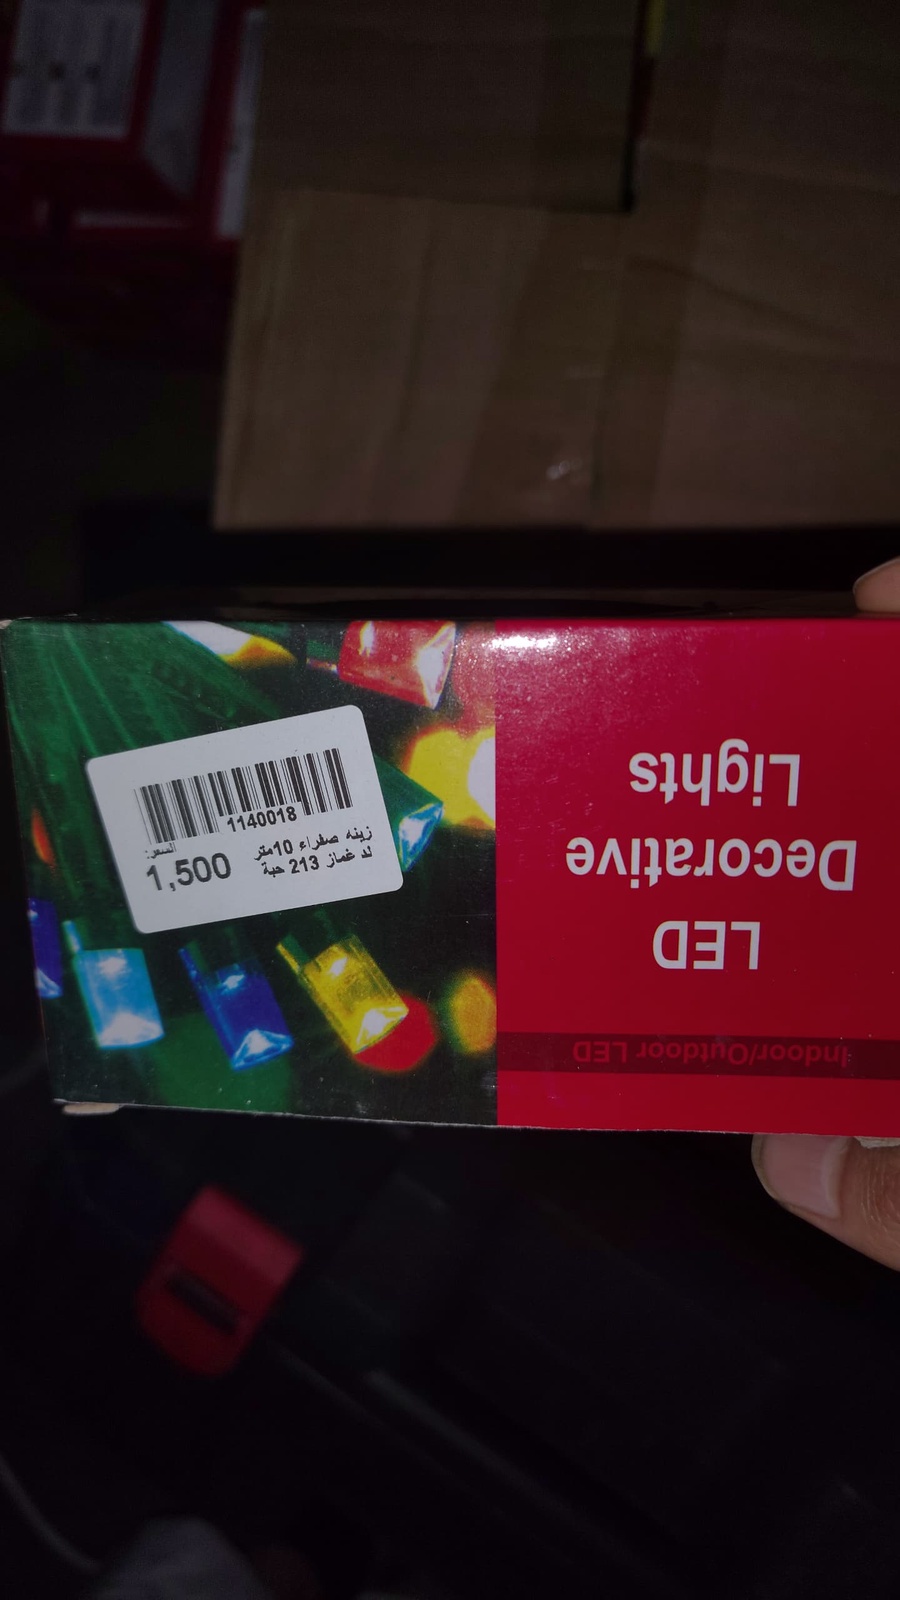 1140018
زينه صفراء 10متر
لد غماز 213 حبة
السعر:
1,500
LED
Decorative
Lights
Indoor/Outdoor LED